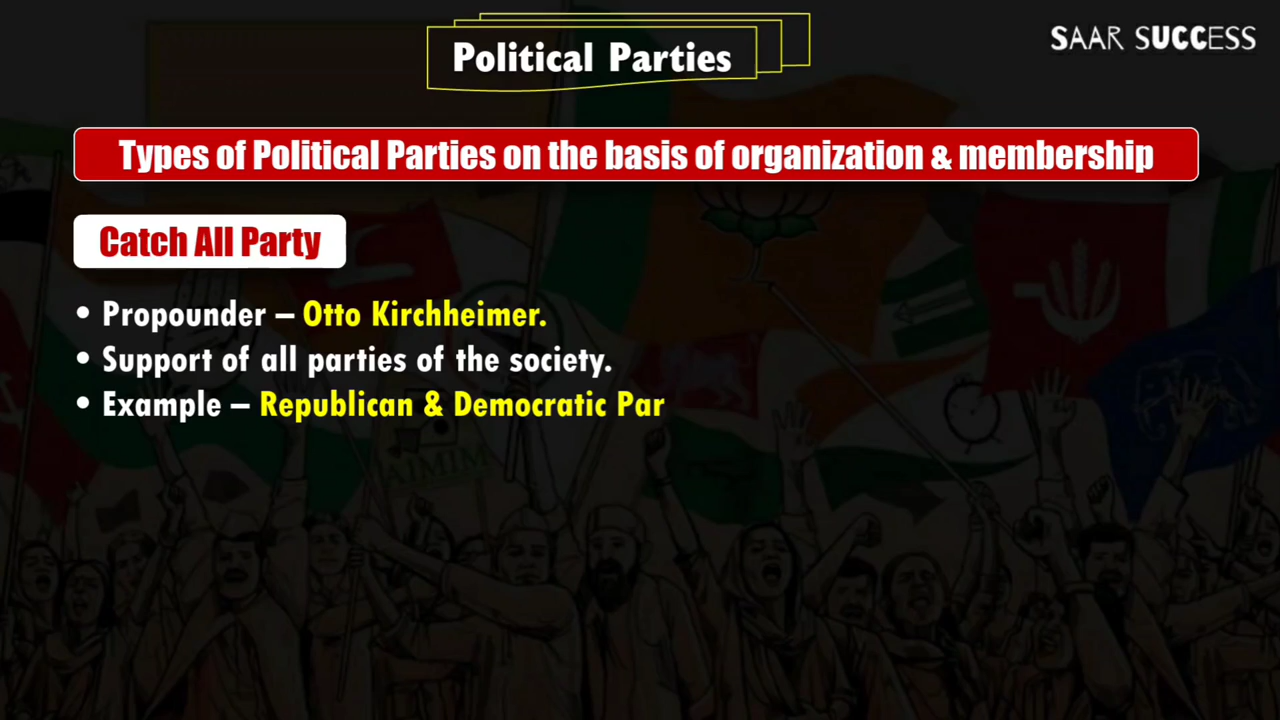 Political Parties
SAAR SUCCESS
Types of Political Parties on the basis of organization & membership
Catch All Party
• Propounder – Otto Kirchheimer.
• Support of all parties of the society.
• Example – Republican & Democratic Par
AIMIM